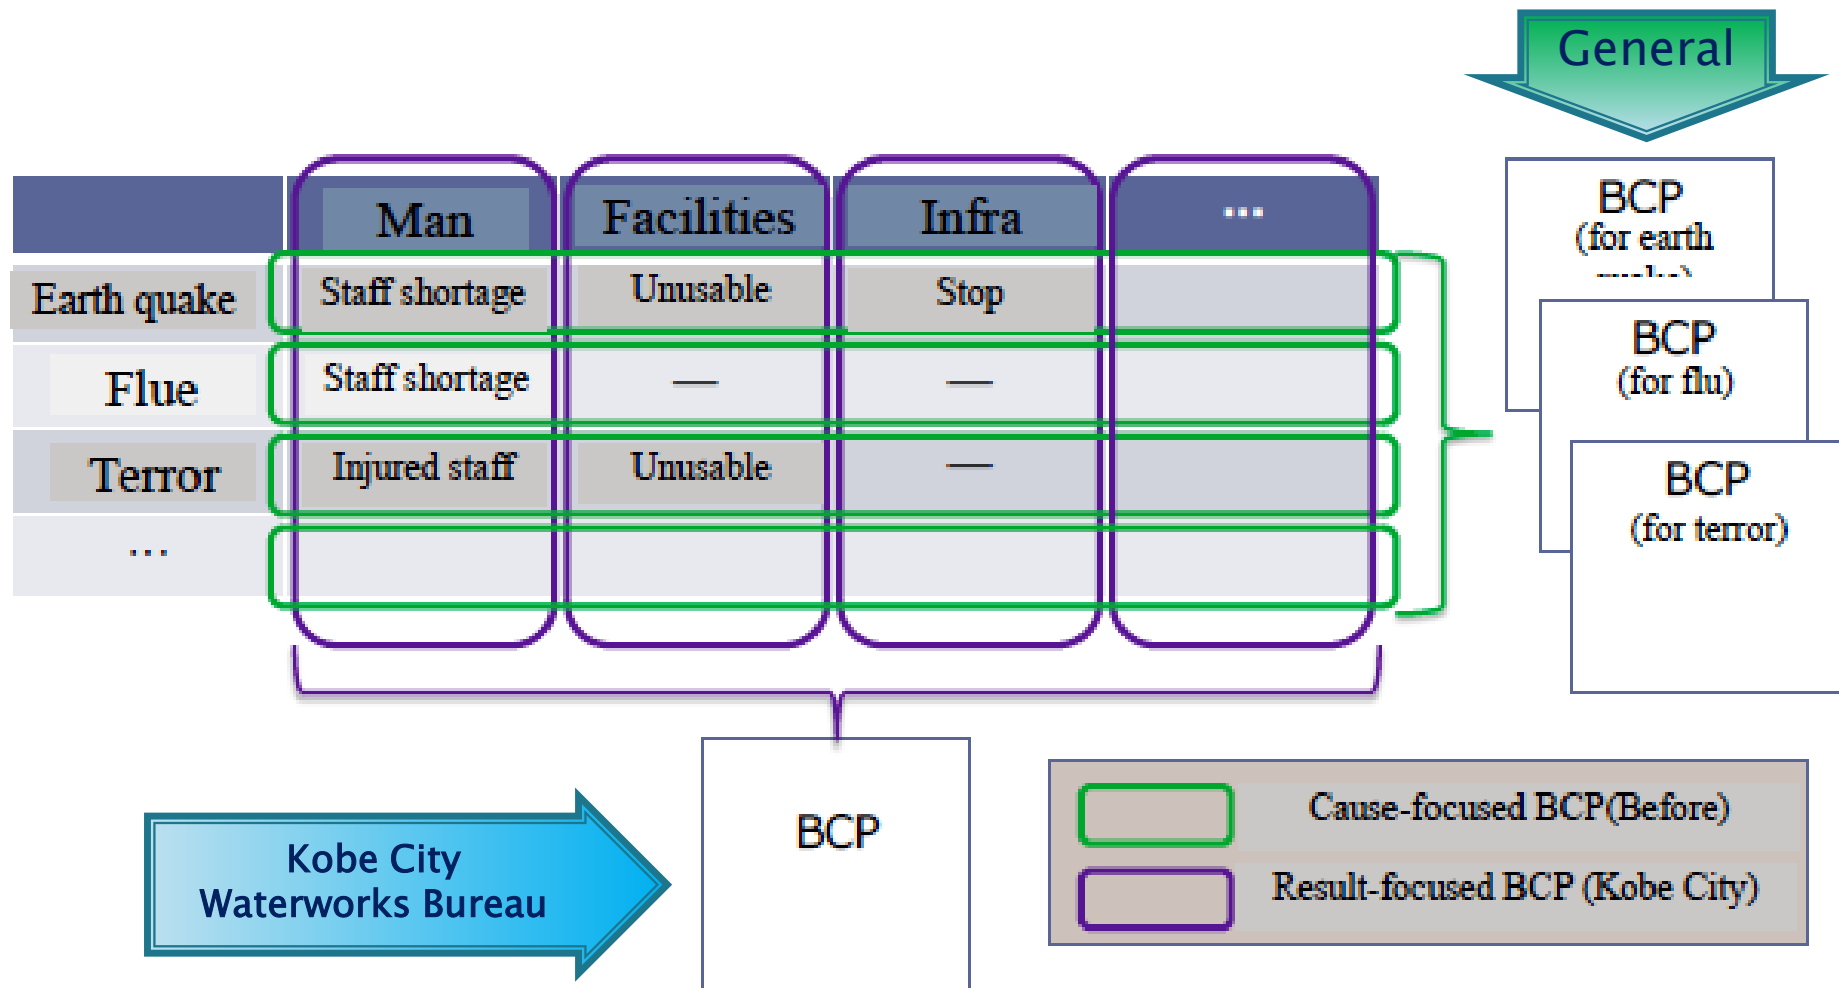 General
Man Facilities Infra ...
Earth quake Staff shortage Unusable Stop
Flue Staff shortage — —
Terror Injured staff Unusable —
...
BCP
(for earth
BCP
(for flu)
BCP
(for terror)
BCP
Kobe City
Waterworks Bureau
Cause-focused BCP(Before)
Result-focused BCP (Kobe City)